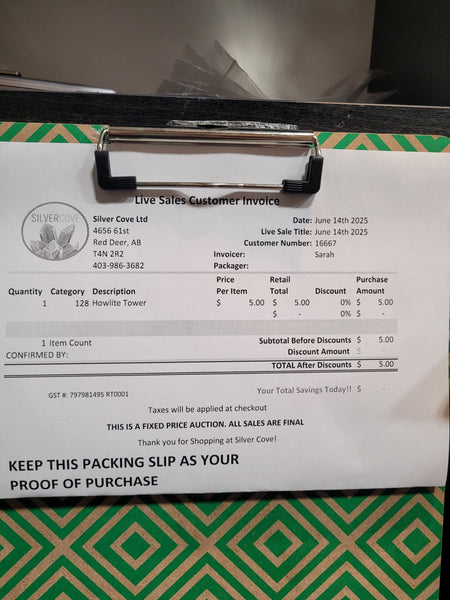 Live Sales Customer Invoice
SILVERCOVE
Silver Cove Ltd
4656 61st
Red Deer, AB
T4N 2R2
403-986-3682
Date: June 14th 2025
Live Sale Title: June 14th 2025
Customer Number: 16667
Invoicer: Sarah
Packager:
Quantity Category Description Price Per Item Retail Total Discount Purchase Amount
1 128 Howlite Tower $ 5.00 $ 5.00 0% $ 5.00
$ - 0% $ -
1 Item Count Subtotal Before Discounts $ 5.00
CONFIRMED BY: Discount Amount $
TOTAL After Discounts $ 5.00
GST #: 797981495 RT0001 Your Total Savings Today!! $ -
Taxes will be applied at checkout
THIS IS A FIXED PRICE AUCTION. ALL SALES ARE FINAL
Thank you for Shopping at Silver Cove!
KEEP THIS PACKING SLIP AS YOUR
PROOF OF PURCHASE